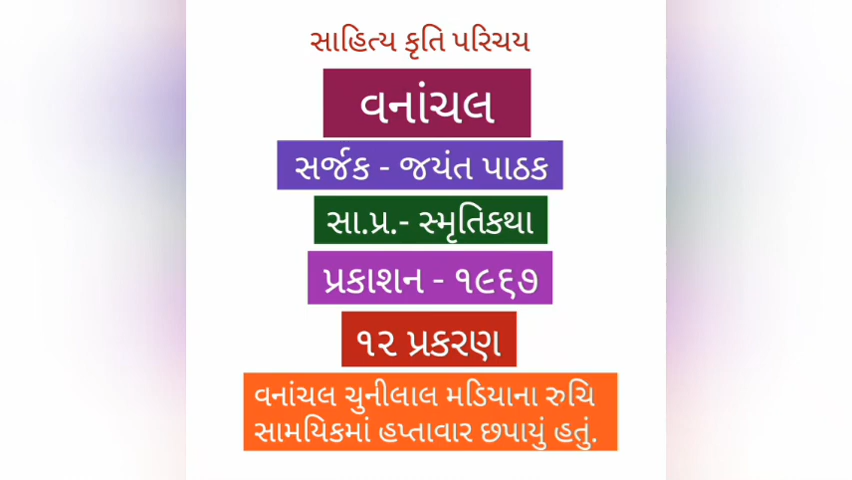 સાહિત્ય કૃતિ પરિચય
વનાંચલ
સર્જક - જયંત પાઠક
સા.પ્ર.- સ્મૃતિકથા
પ્રકાશન - ૧૯૬૭
૧૨ પ્રકરણ
વનાંચલ ચુનીલાલ મડિયાના રુચિ
સામયિકમાં હપ્તાવાર છપાયું હતું.